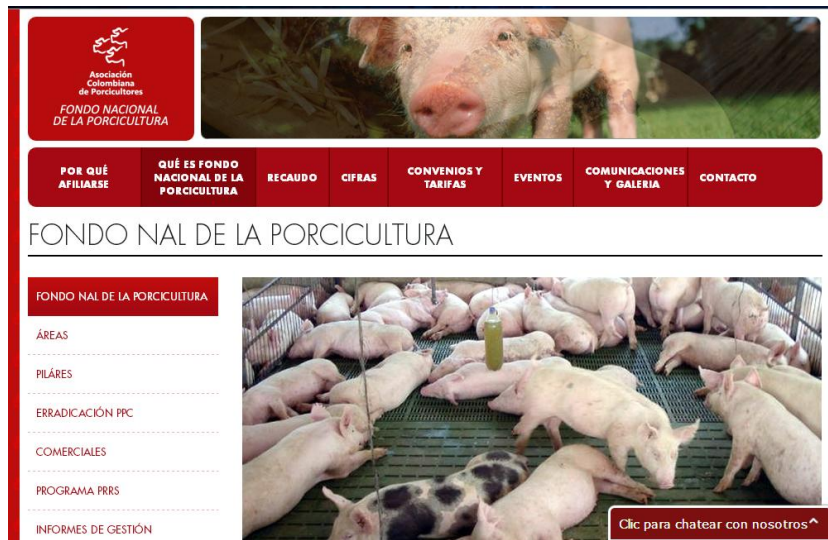 Asociación
Colombiana
de Porcicultores
FONDO NACIONAL
DE LA PORCICULTURA
POR QUÉ
AFILIARSE
QUÉ ES FONDO
NACIONAL DE LA
PORCICULTURA
RECAUDO
CIFRAS
CONVENIOS Y
TARIFAS
EVENTOS
COMUNICACIONES
Y GALERIA
CONTACTO
FONDO NAL DE LA PORCICULTURA
FONDO NAL DE LA PORCICULTURA
ÁREAS
PILÁRES
ERRADICACIÓN PPC
COMERCIALES
PROGRAMA PRRS
INFORMES DE GESTIÓN
Clic para chatear con nosotros^